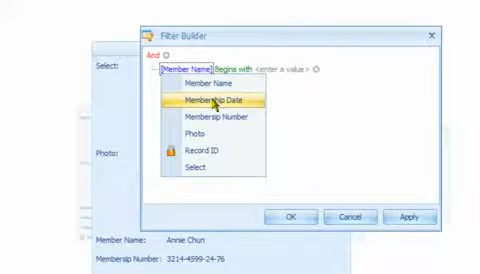 Filter Builder
And
[Member Name] Begins with <enter a value>
Select:
Member Name
Membership Date
Membersip Number
Photo
Photo:
Record ID
Select
OK
Cancel
Apply
Member Name: Annie Chun
Membersip Number: 3214-4599-24-76